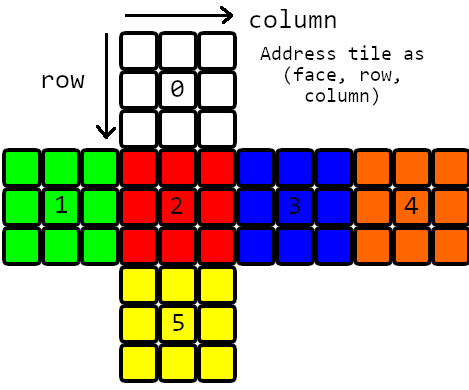 column
row
Address tile as
(face, row,
column)
0
1 2 3 4
5